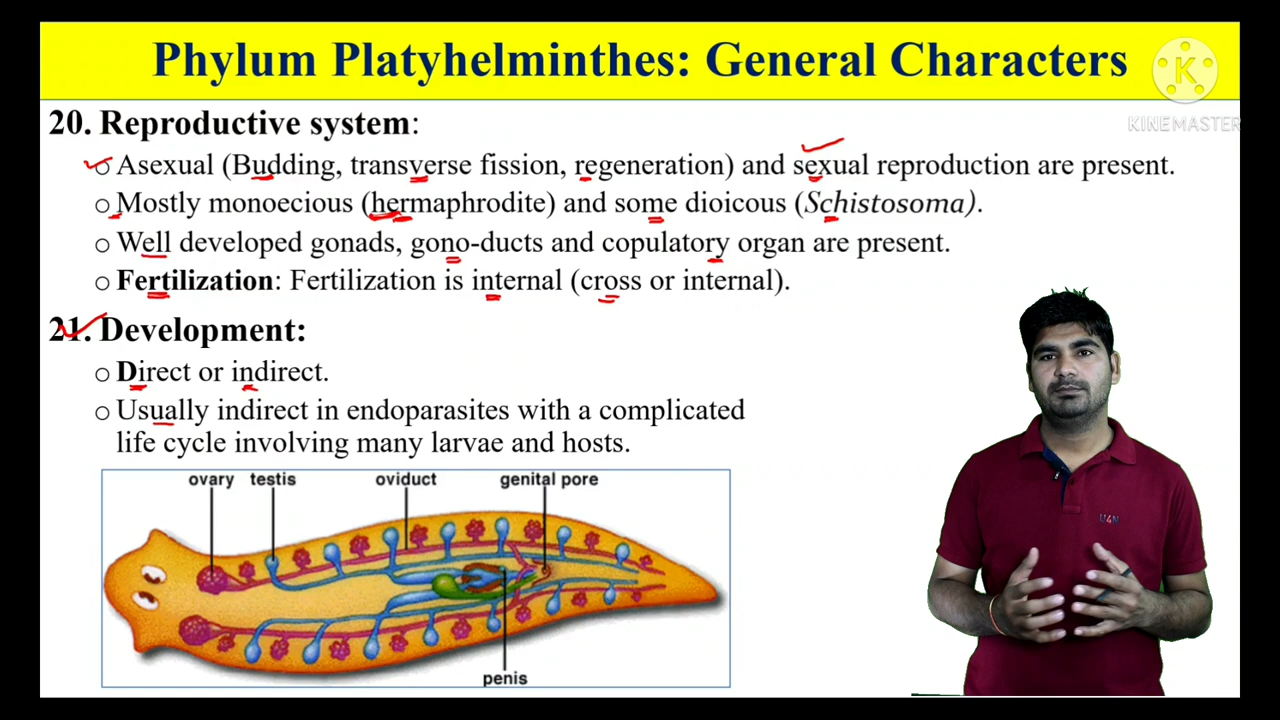 Phylum Platyhelminthes: General Characters
K
KINEMASTER
20. Reproductive system:
o Asexual (Budding, transverse fission, regeneration) and sexual reproduction are present.
o Mostly monoecious (hermaphrodite) and some dioicous (Schistosoma).
o Well developed gonads, gono-ducts and copulatory organ are present.
o Fertilization: Fertilization is internal (cross or internal).
21. Development:
o Direct or indirect.
o Usually indirect in endoparasites with a complicated
life cycle involving many larvae and hosts.
ovary testis oviduct genital pore
penis